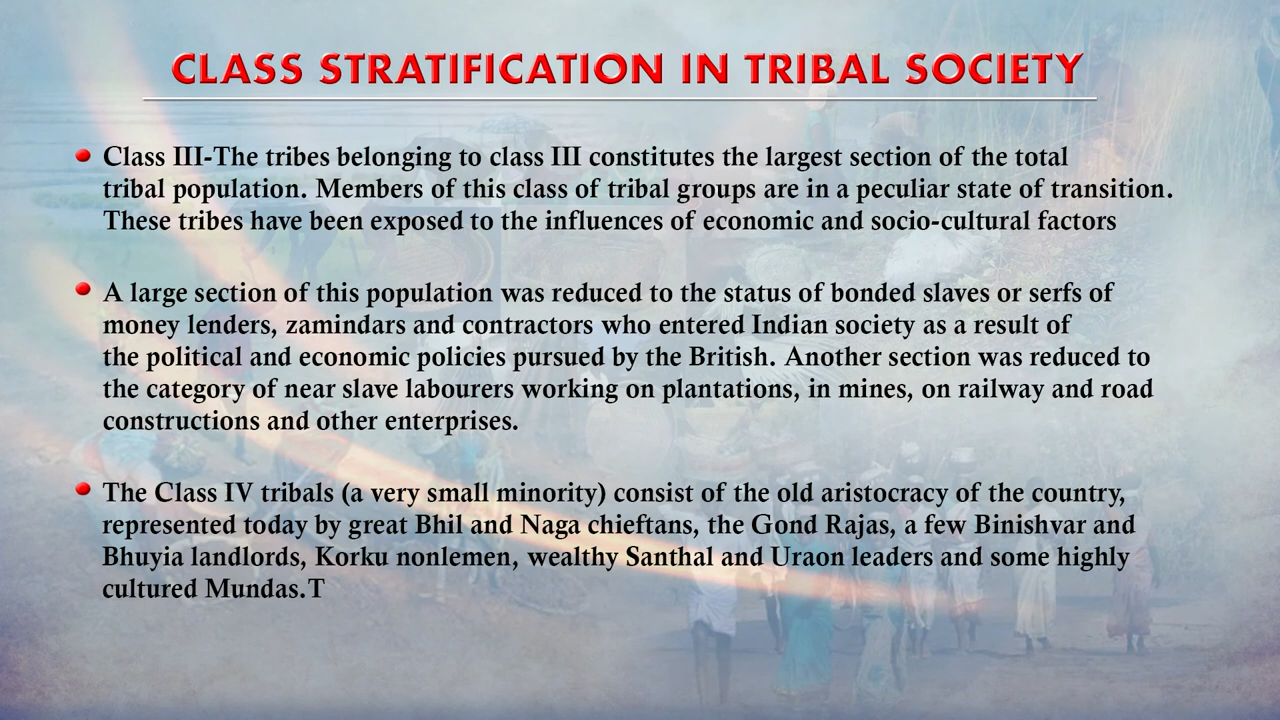 CLASS STRATIFICATION IN TRIBAL SOCIETY
Class III-The tribes belonging to class III constitutes the largest section of the total
tribal population. Members of this class of tribal groups are in a peculiar state of transition.
These tribes have been exposed to the influences of economic and socio-cultural factors
A large section of this population was reduced to the status of bonded slaves or serfs of
money lenders, zamindars and contractors who entered Indian society as a result of
the political and economic policies pursued by the British. Another section was reduced to
the category of near slave labourers working on plantations, in mines, on railway and road
constructions and other enterprises.
The Class IV tribals (a very small minority) consist of the old aristocracy of the country,
represented today by great Bhil and Naga chieftans, the Gond Rajas, a few Binishvar and
Bhuyia landlords, Korku nonlemen, wealthy Santhal and Uraon leaders and some highly
cultured Mundas.T